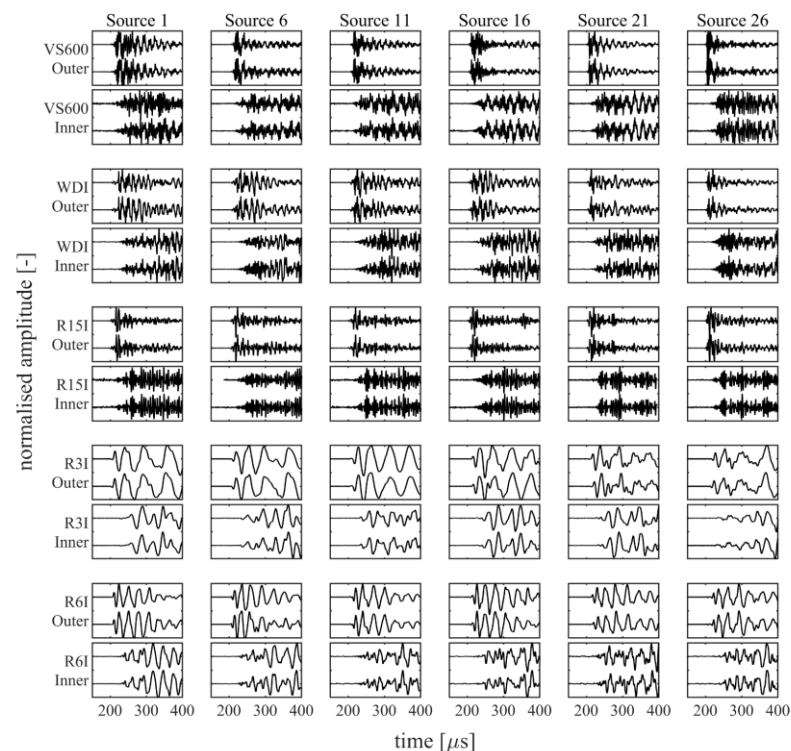 Source 1 Source 6 Source 11 Source 16 Source 21 Source 26
VS600
Outer
VS600
Inner
WDI
Outer
WDI
Inner
R15I
Outer
R15I
Inner
R3I
Outer
R3I
Inner
R6I
Outer
R6I
Inner
normalised amplitude [-]
200 300 400 200 300 400 200 300 400 200 300 400 200 300 400 200 300 400
time [μs]